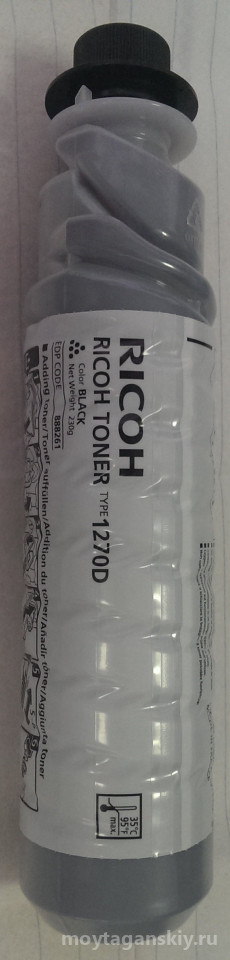 RICOH
RICOH TONER TYPE 1270D
Color BLACK
Net Weight 230g
EDP CODE 888261
Adding toner/Toner auffüllen/Addition du toner/Añadir toner/Aggiunta toner
35°C
95°F
max.
moytaganskiy.ru